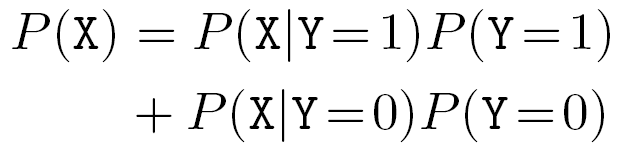 P(X) = P(X|Y=1)P(Y=1)
+ P(X|Y=0)P(Y=0)